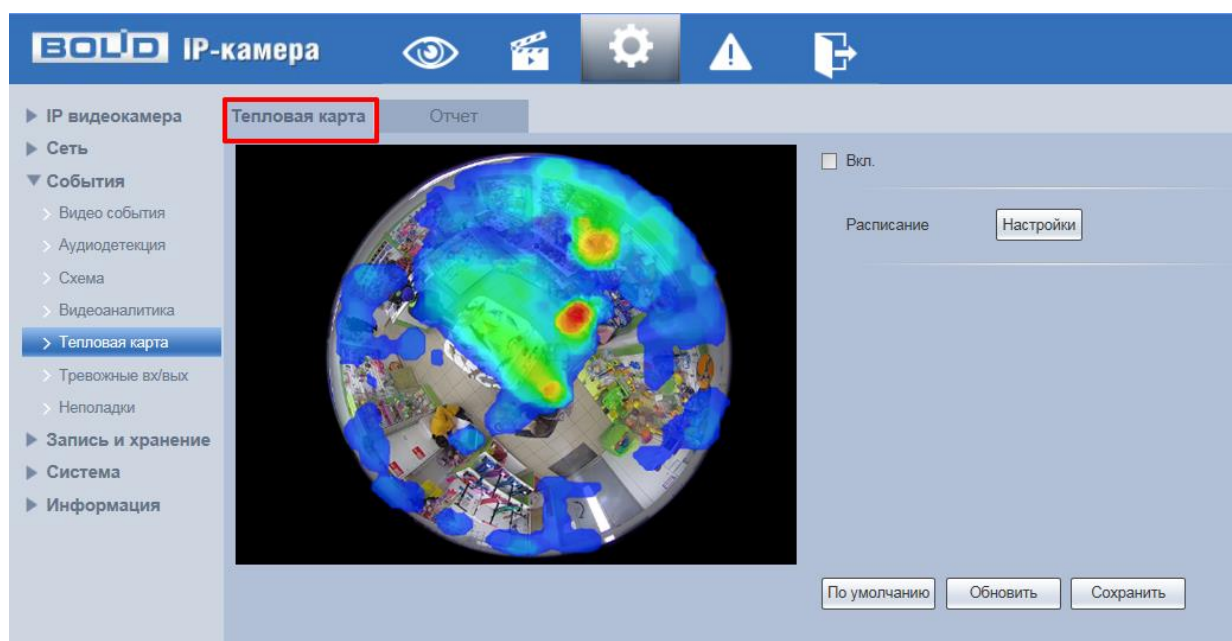 BOLID IP-камера
IP видеокамера
Сеть
События
Видео события
Аудиодетекция
Схема
Видеоаналитика
Тепловая карта
Тревожные вх/вых
Неполадки
Запись и хранение
Система
Информация
Тепловая карта
Отчет
Вкл.
Расписание
Настройки
По умолчанию
Обновить
Сохранить